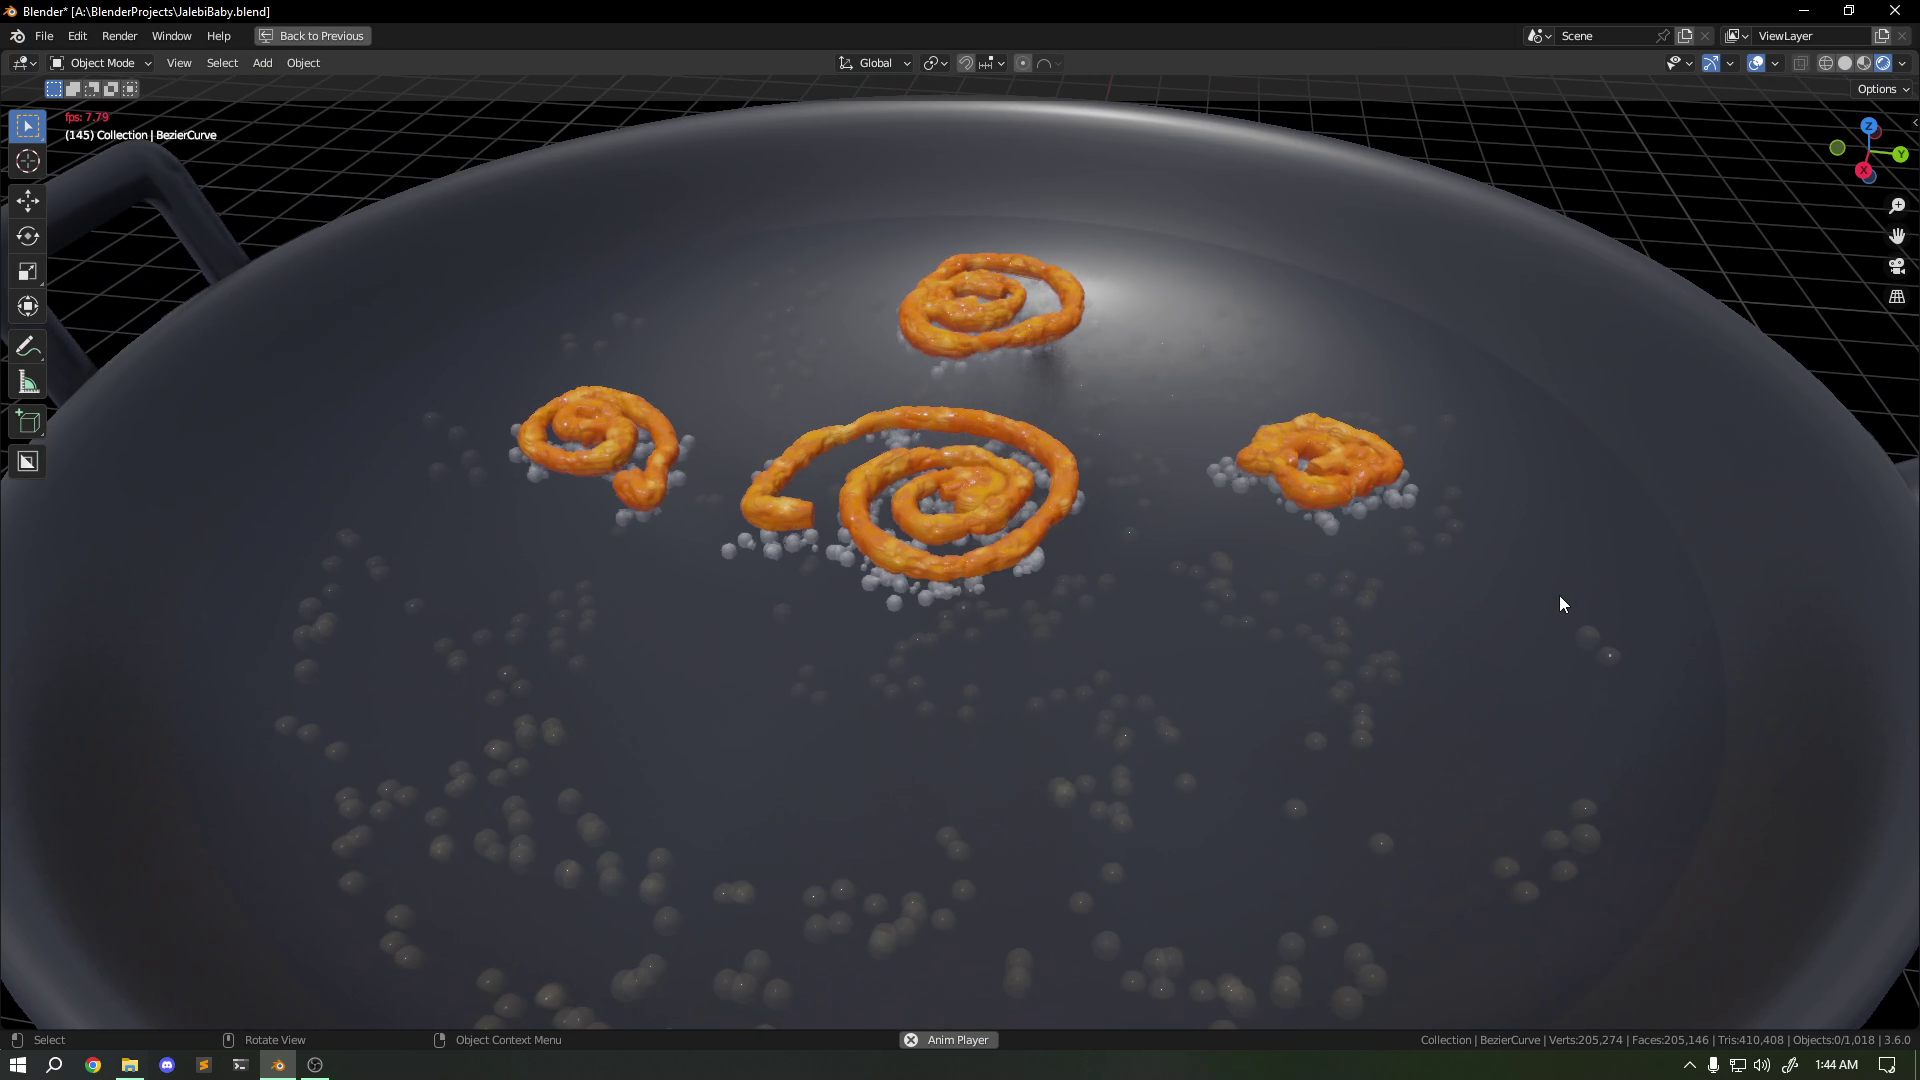 Blender* [A:\BlenderProjects\JalebiBaby.blend]
File Edit Render Window Help Back to Previous Scene ViewLayer
Object Mode View Select Add Object Global
Options
fps: 7.79
(145) Collection | BezierCurve
Z
Y
X
Select Rotate View Object Context Menu Anim Player Collection | BezierCurve | Verts:205,274 | Faces:205,146 | Tris:410,408 | Objects:0/1,018 | 3.6.0
1:44 AM